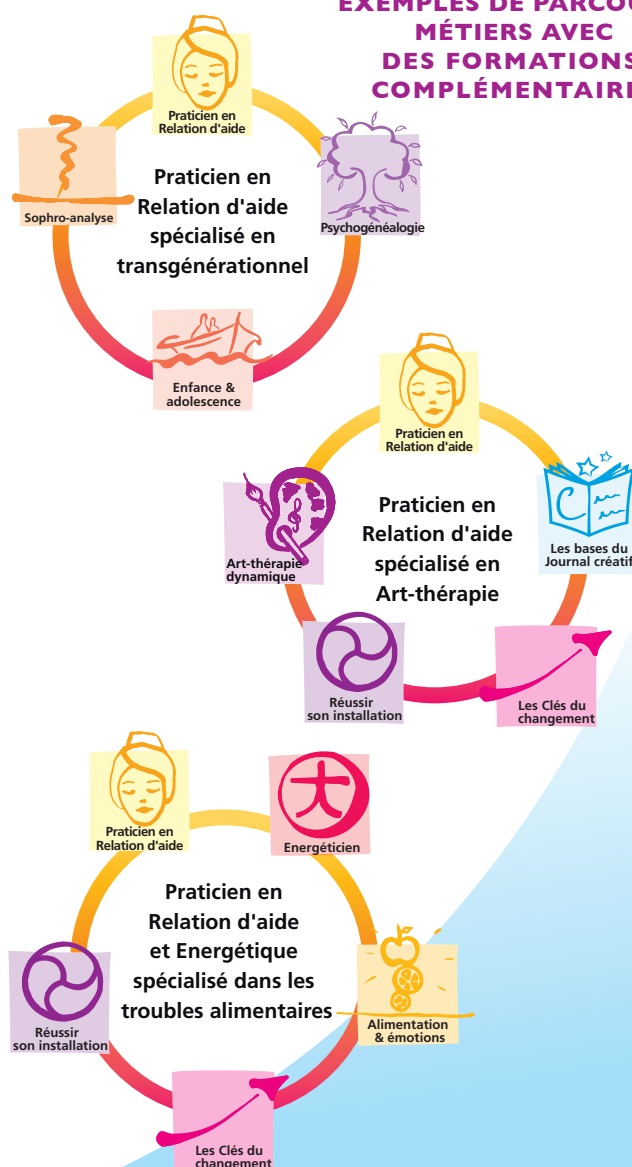 EXEMPLES DE PARCOU
MÉTIERS AVEC
DES FORMATIONS
COMPLÉMENTAIR
Praticien en
Relation d'aide
Sophro-analyse
Psychogénéalogie
Praticien en
Relation d'aide
spécialisé en
transgénérationnel
Enfance &
adolescence
Praticien en
Relation d'aide
Art-thérapie
dynamique
Les bases du
Journal créatif
Praticien en
Relation d'aide
spécialisé en
Art-thérapie
Réussir
son installation
Les Clés du
changement
Praticien en
Relation d'aide
大
Energéticien
Praticien en
Relation d'aide
et Energétique
spécialisé dans les
troubles alimentaires
Réussir
son installation
Alimentation
& émotions
Les Clés du
changement